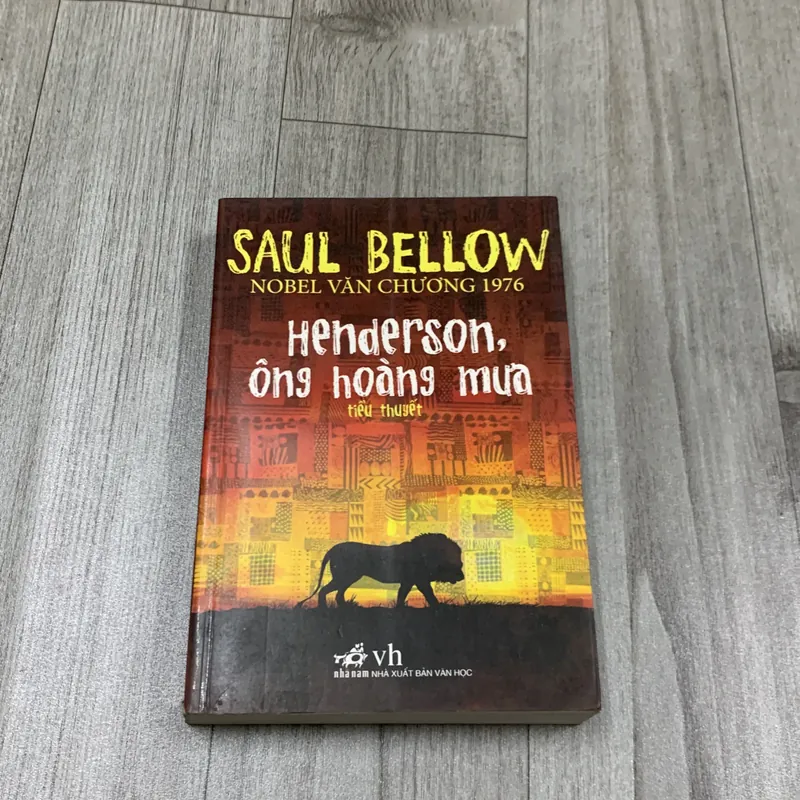 SAUL BELLOW
NOBEL VĂN CHƯƠNG 1976
Henderson,
ông hoàng mưa
tiểu thuyết
vh
nhã nam NHÀ XUẤT BẢN VĂN HỌC